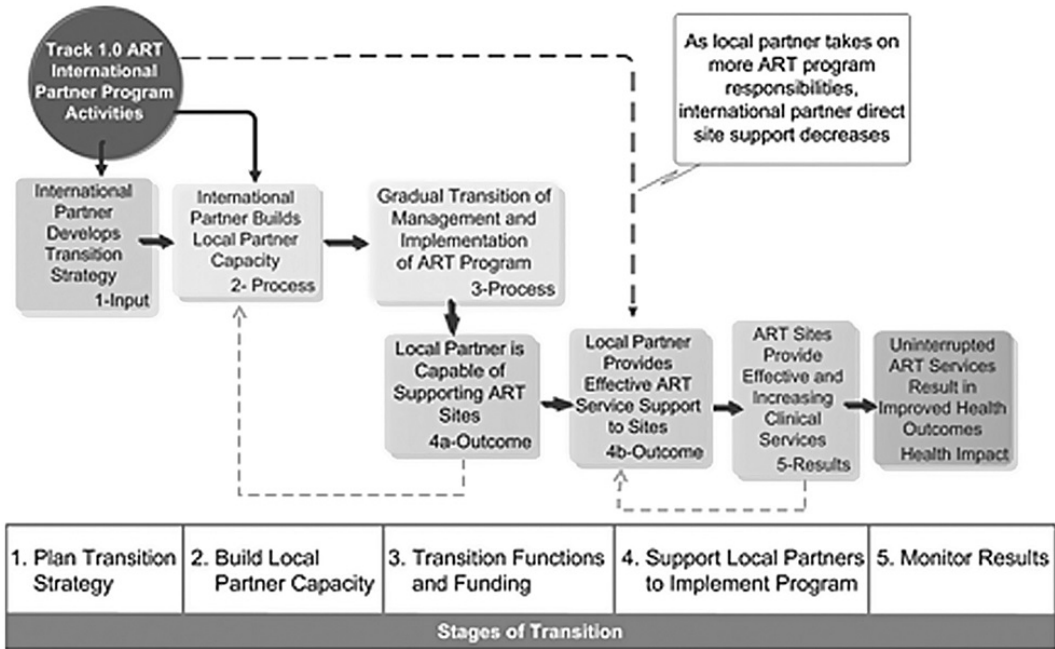 Track 1.0 ART
International
Partner Program
Activities
As local partner takes on
more ART program
responsibilities,
international partner direct
site support decreases
International
Partner
Develops
Transition
Strategy
1-Input
International
Partner Builds
Local Partner
Capacity
2- Process
Gradual Transition of
Management and
Implementation
of ART Program
3-Process
Local Partner is
Capable of
Supporting ART
Sites
4a-Outcome
Local Partner
Provides
Effective ART
Service Support
to Sites
4b-Outcome
ART Sites
Provide
Effective and
Increasing
Clinical
Services
5-Results
Uninterrupted
ART Services
Result in
Improved Health
Outcomes
Health Impact
1. Plan Transition
Strategy
2. Build Local
Partner Capacity
3. Transition Functions
and Funding
4. Support Local Partners
to Implement Program
5. Monitor Results
Stages of Transition